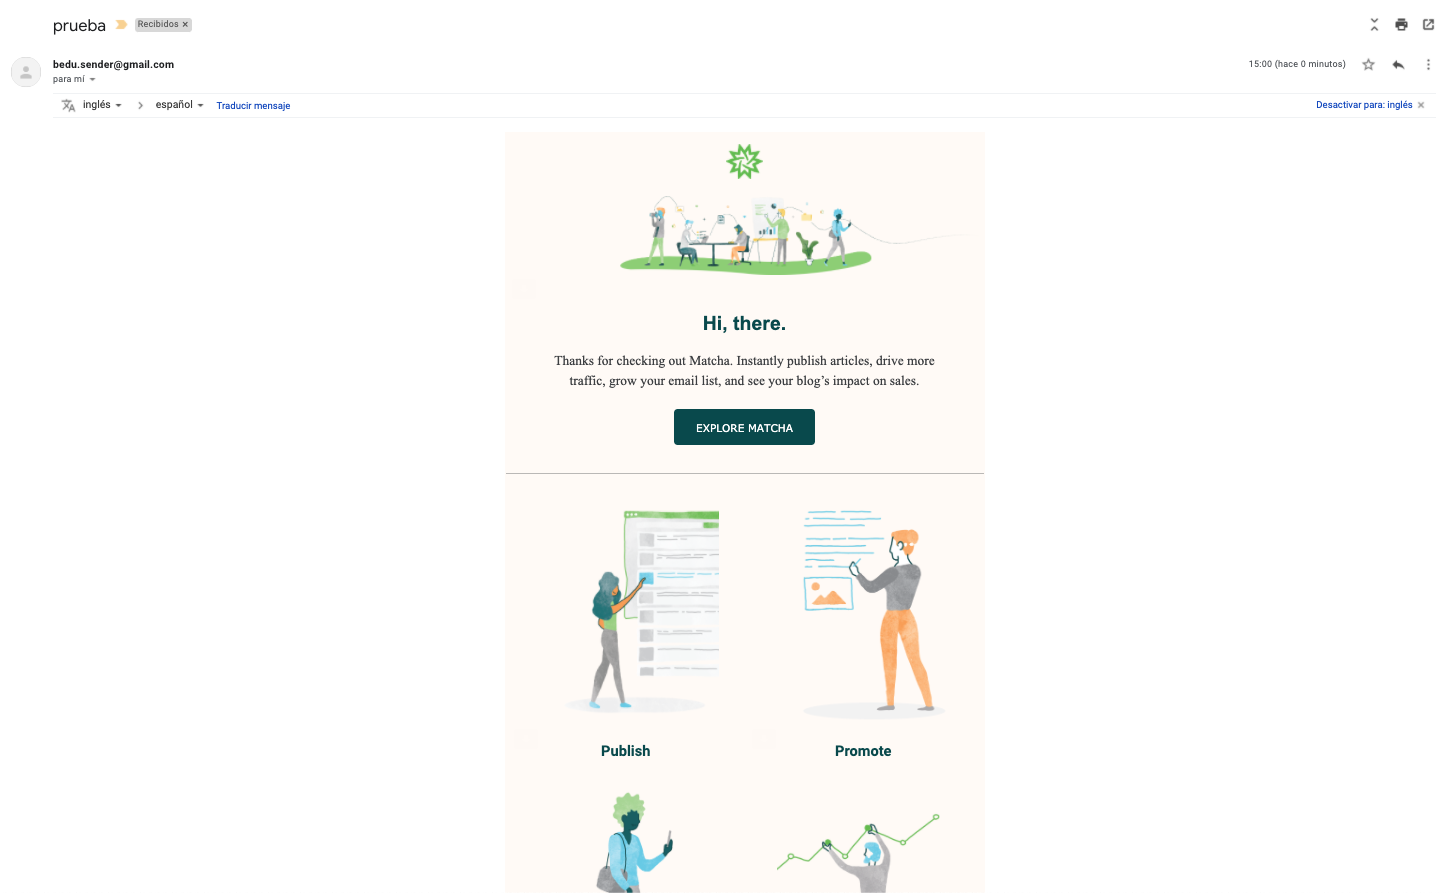 prueba
Recibidos
bedu.sender@gmail.com
15:00 (hace 0 minutos)
para mí
inglés
español
Traducir mensaje
Desactivar para: inglés
Hi, there.
Thanks for checking out Matcha. Instantly publish articles, drive more
traffic, grow your email list, and see your blog’s impact on sales.
EXPLORE MATCHA
Publish
Promote